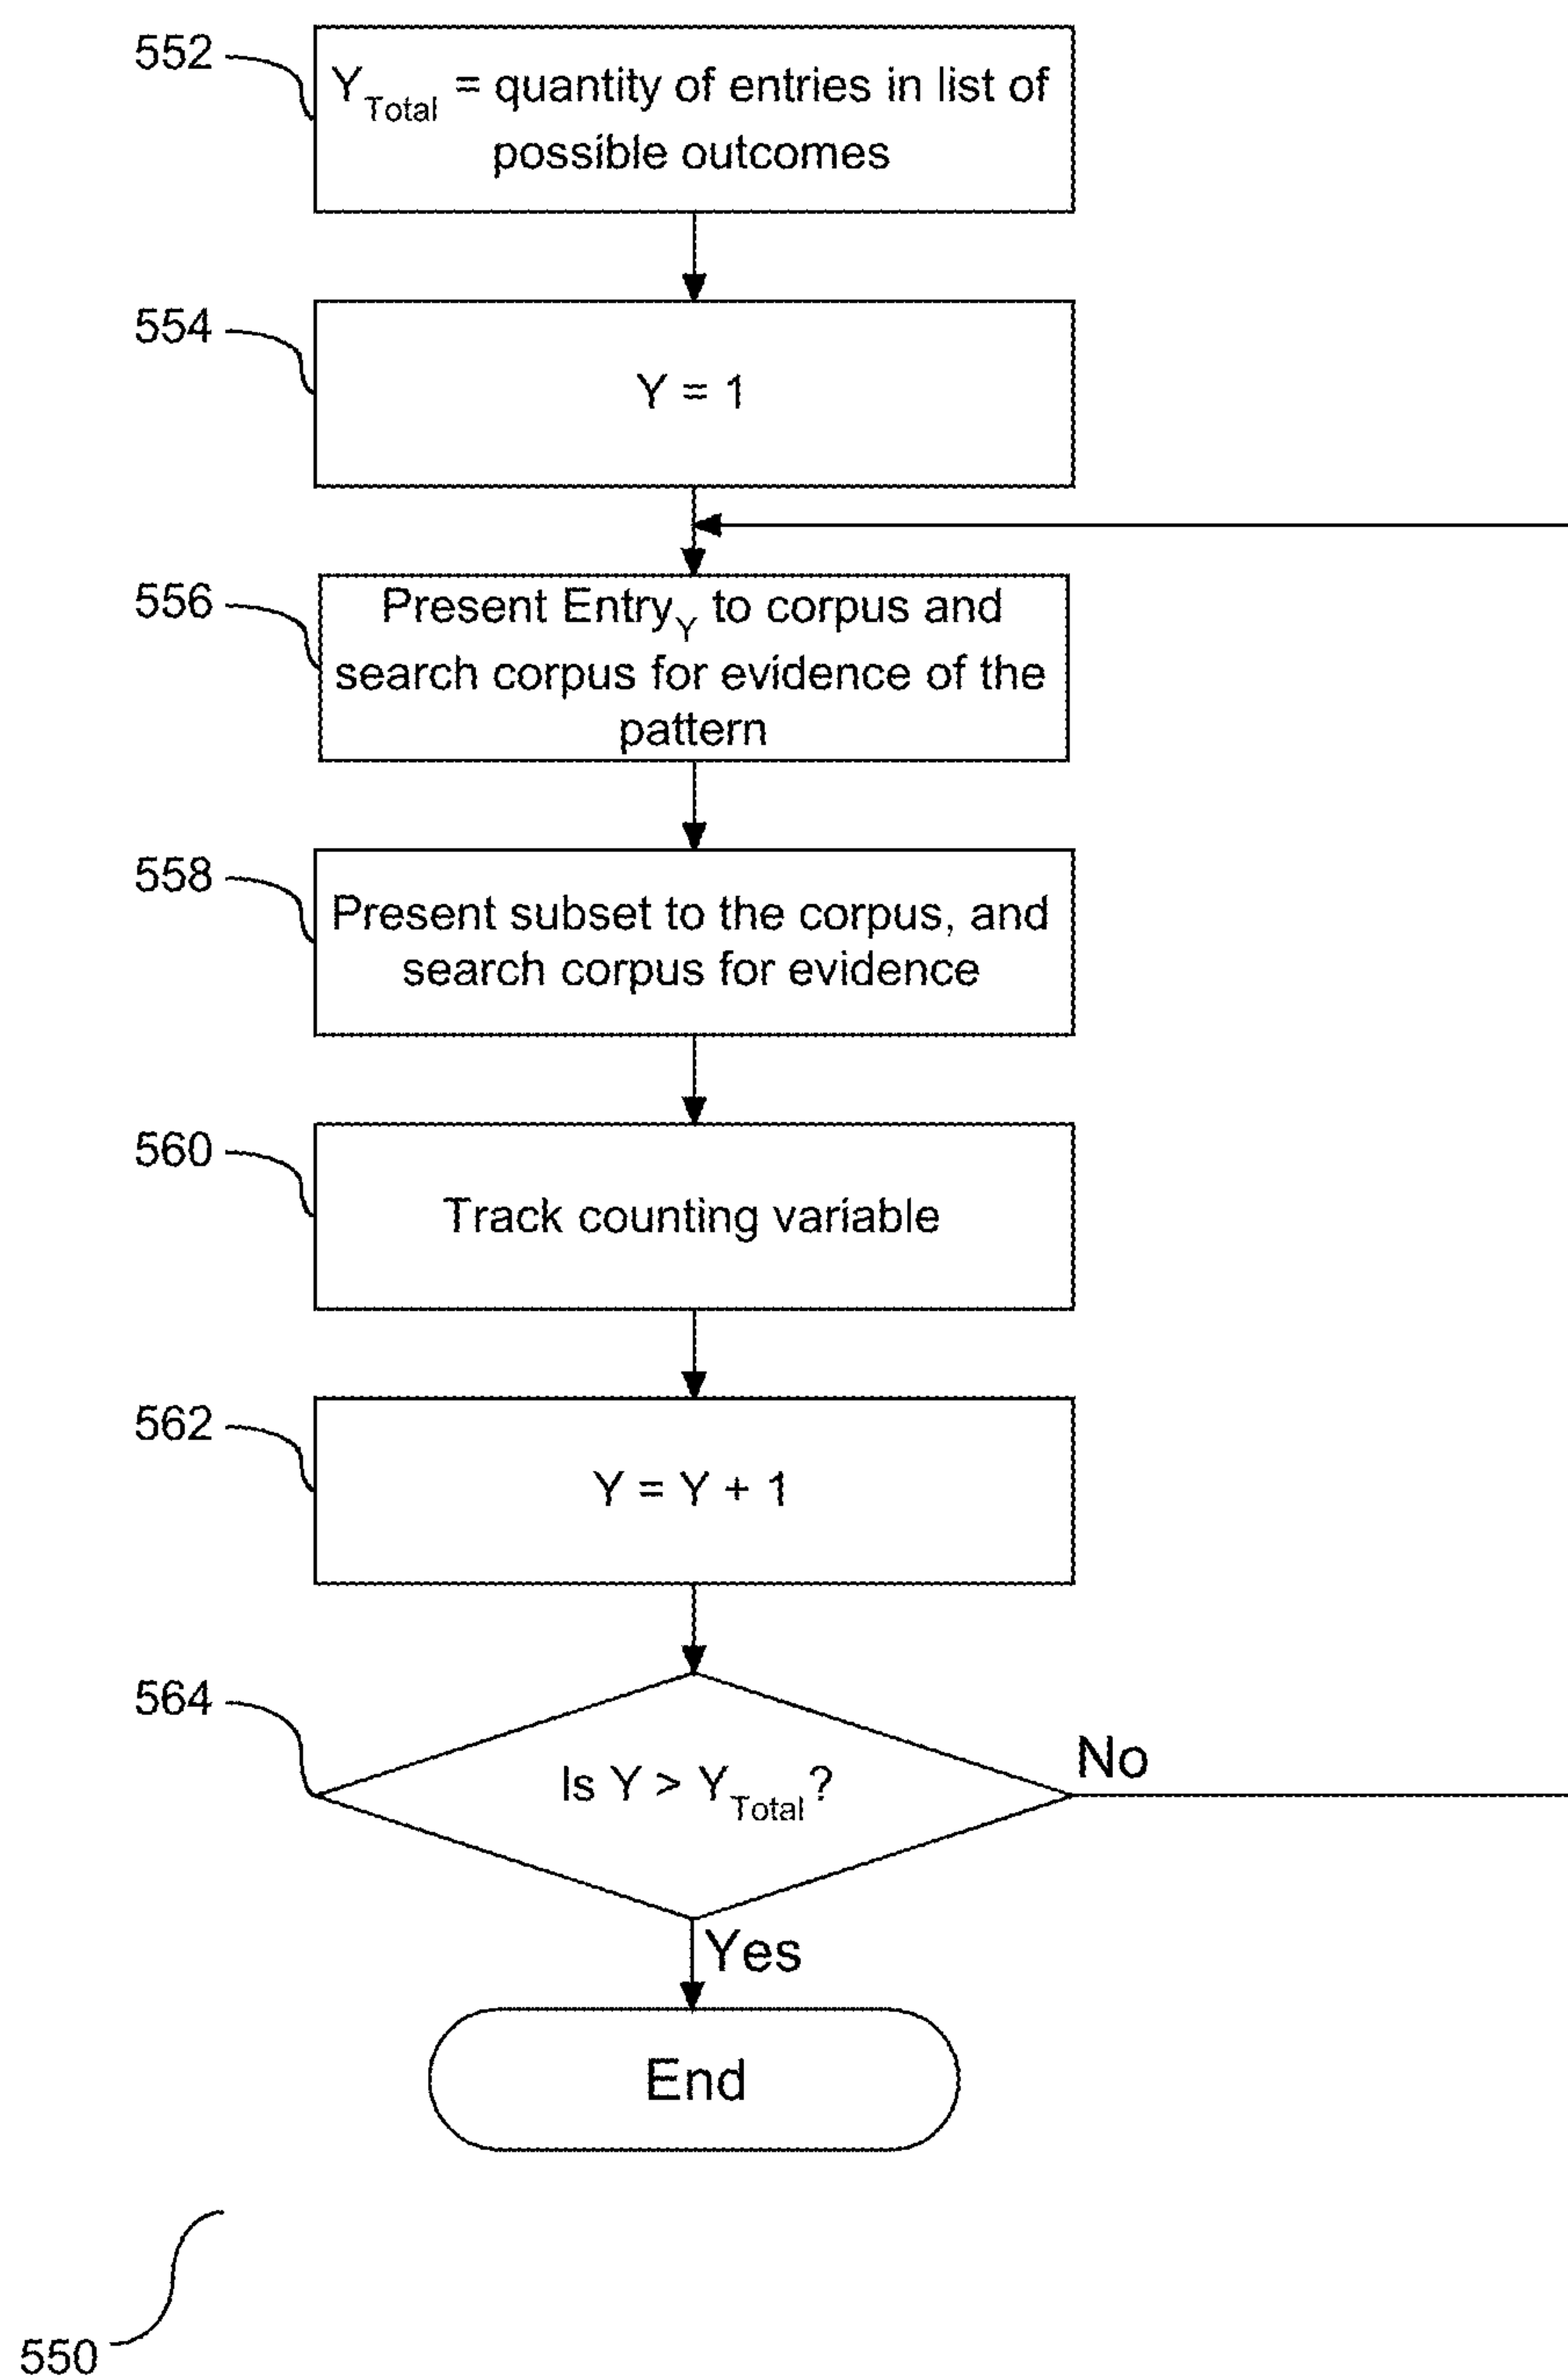 552
Y_Total = quantity of entries in list of
possible outcomes
554
Y = 1
556
Present Entry_Y to corpus and
search corpus for evidence of the
pattern
558
Present subset to the corpus, and
search corpus for evidence
560
Track counting variable
562
Y = Y + 1
564
Is Y > Y_Total?
No
Yes
End
550